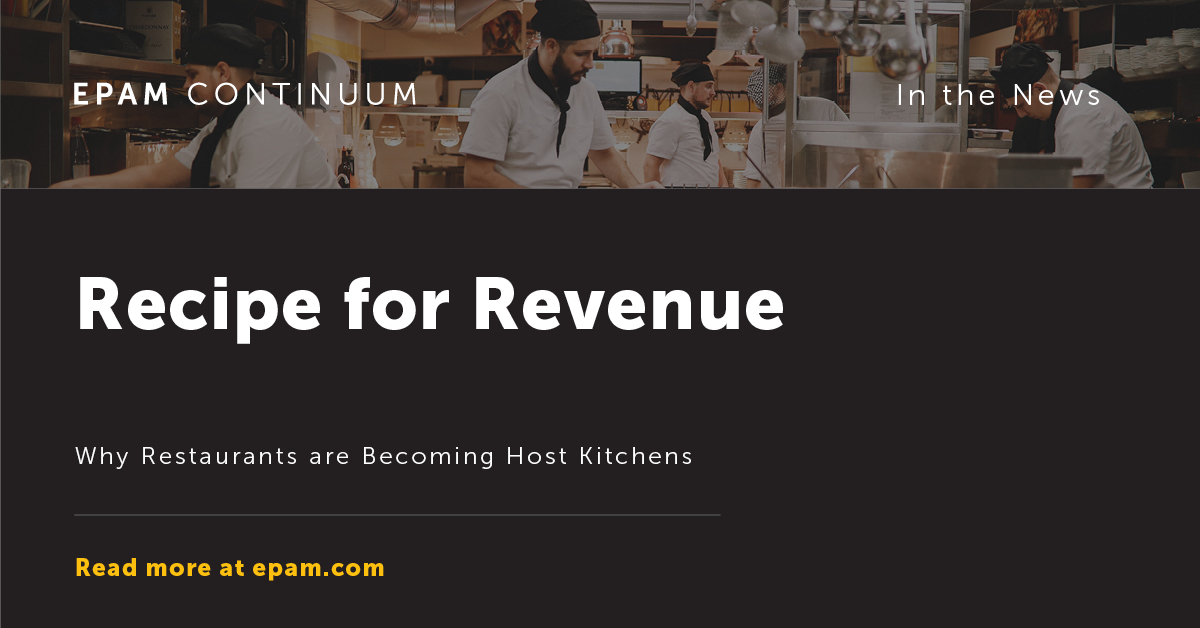 EPAM CONTINUUM
In the News
Recipe for Revenue
Why Restaurants are Becoming Host Kitchens
Read more at epam.com